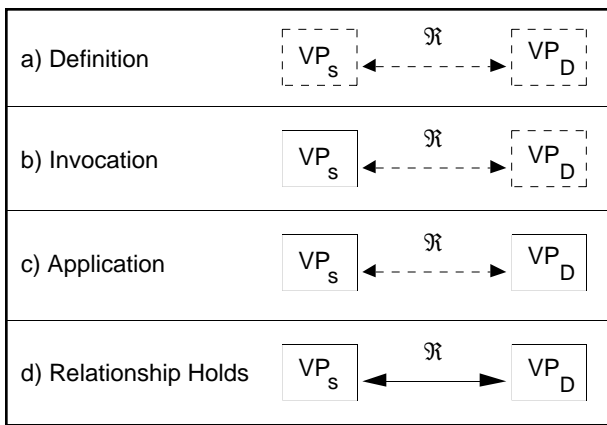 a) Definition VP_s ℜ VP_D
b) Invocation VP_s ℜ VP_D
c) Application VP_s ℜ VP_D
d) Relationship Holds VP_s ℜ VP_D